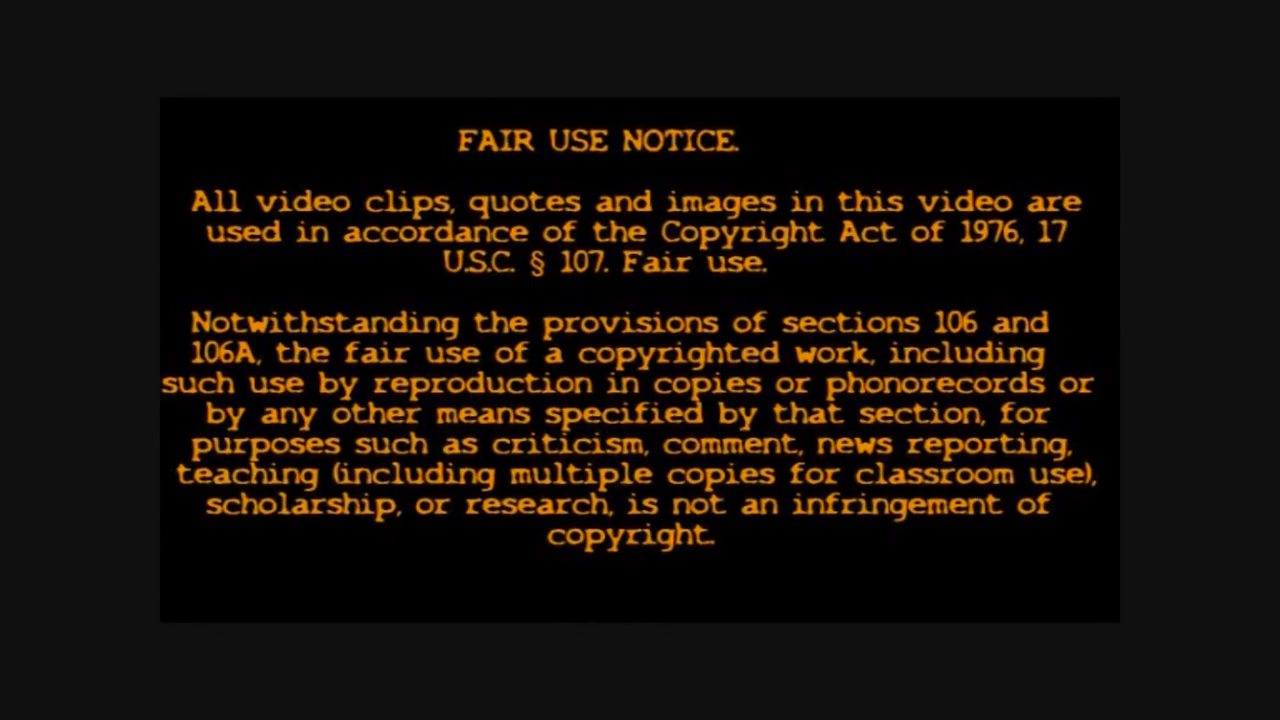 FAIR USE NOTICE.
All video clips, quotes and images in this video are
used in accordance of the Copyright Act of 1976, 17
U.S.C. § 107. Fair use.
Notwithstanding the provisions of sections 106 and
106A, the fair use of a copyrighted work, including
such use by reproduction in copies or phonorecords or
by any other means specified by that section, for
purposes such as criticism, comment, news reporting,
teaching (including multiple copies for classroom use),
scholarship, or research, is not an infringement of
copyright.